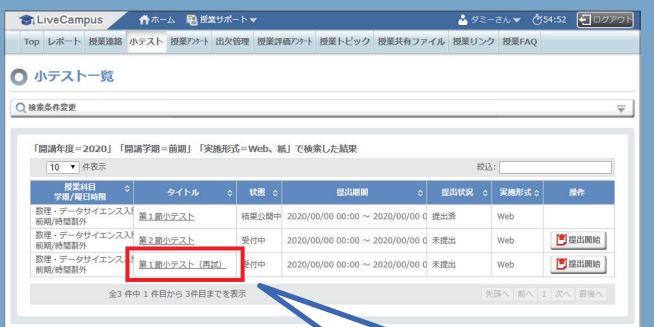 LiveCampus ホーム 授業サポート ダミーさん 54:52 ログアウト
Top レポート 授業連絡 小テスト 授業アンケート 出欠管理 授業評価アンケート 授業トピック 授業共有ファイル 授業リンク 授業FAQ
小テスト一覧
検索条件変更
「開講年度=2020」「開講学期=前期」「実施形式=Web、紙」で検索した結果
10 件表示 絞込:
授業科目 学期/曜日時限 タイトル 状態 提出期間 提出状況 実施形式 操作
数理・データサイエンス入
前期/時間割外 第1節小テスト 結果公開中 2020/00/00 00:00 ～ 2020/00/00 0 提出済 Web
数理・データサイエンス入
前期/時間割外 第2節小テスト 受付中 2020/00/00 00:00 ～ 2020/00/00 0 未提出 Web 提出開始
数理・データサイエンス入
前期/時間割外 第1節小テスト（再試） 受付中 2020/00/00 00:00 ～ 2020/00/00 0 未提出 Web 提出開始
全3 件中 1 件目から 3件目までを表示 先頭へ 前へ 1 次へ 最後へ